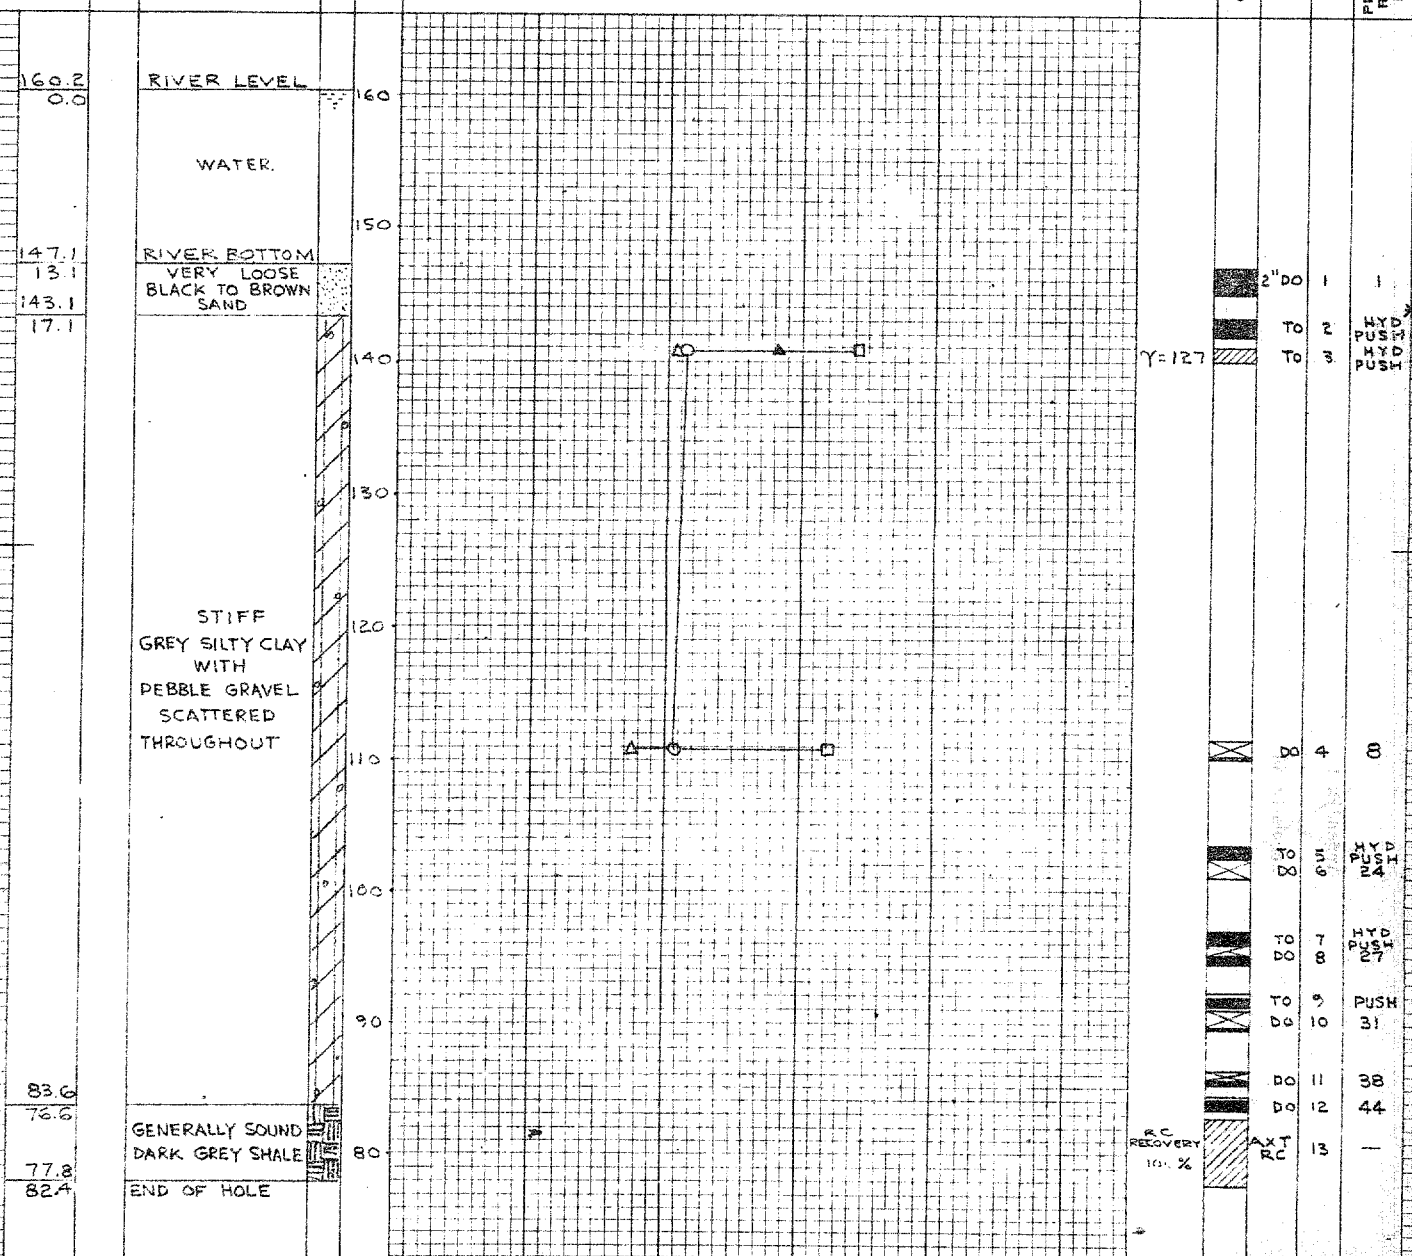 160.2
0.0
RIVER LEVEL
160
WATER.
150
147.1
13.1
RIVER BOTTOM
VERY LOOSE
BLACK TO BROWN
SAND
143.1
17.1
2" DO 1 1
TO 2 HYD PUSH
140
γ=127 TO 3 HYD PUSH
130
120
STIFF
GREY SILTY CLAY
WITH
PEBBLE GRAVEL
SCATTERED
THROUGHOUT
110
DO 4 8
TO 5 HYD PUSH
DO 6 24
100
TO 7 HYD PUSH
DO 8 27
TO 9 PUSH
90
DO 10 31
DO 11 38
83.6
76.6
DO 12 44
GENERALLY SOUND
DARK GREY SHALE
80
R.C.
RECOVERY
%
AXT
RC 13 —
77.8
82.4
END OF HOLE